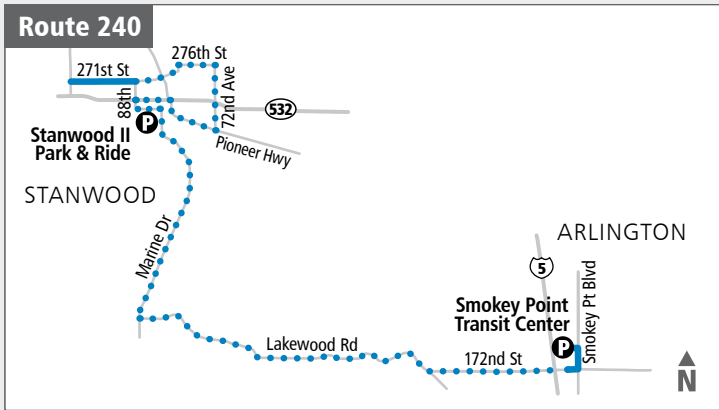 Route 240
276th St
271st St
88th
72nd Ave
532
Stanwood II
Park & Ride
P
Pioneer Hwy
STANWOOD
Marine Dr
ARLINGTON
5
Smokey Pt Blvd
Smokey Point
Transit Center
P
Lakewood Rd
172nd St
N